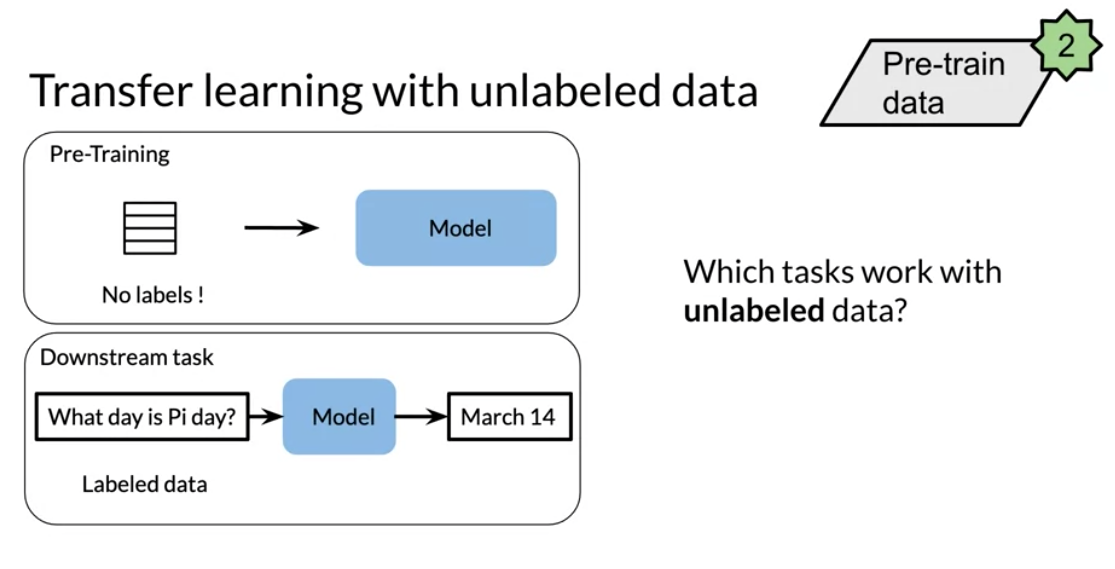 Transfer learning with unlabeled data
Pre-train
data
2
Pre-Training
Model
No labels !
Which tasks work with
unlabeled data?
Downstream task
What day is Pi day?
Model
March 14
Labeled data